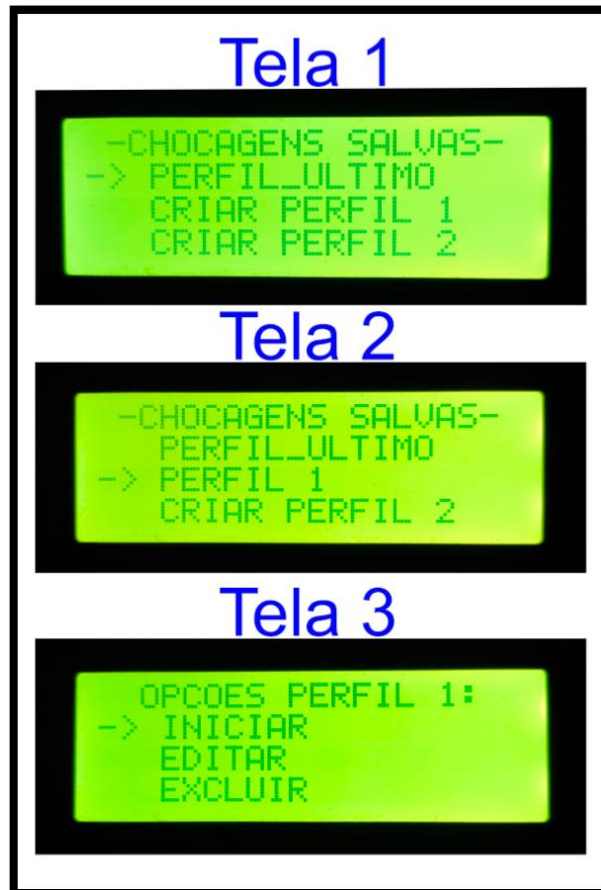 Tela 1
-CHOCAGENS SALVAS-
-> PERFIL_ULTIMO
CRIAR PERFIL 1
CRIAR PERFIL 2
Tela 2
-CHOCAGENS SALVAS-
PERFIL_ULTIMO
-> PERFIL 1
CRIAR PERFIL 2
Tela 3
OPCOES PERFIL 1:
-> INICIAR
EDITAR
EXCLUIR